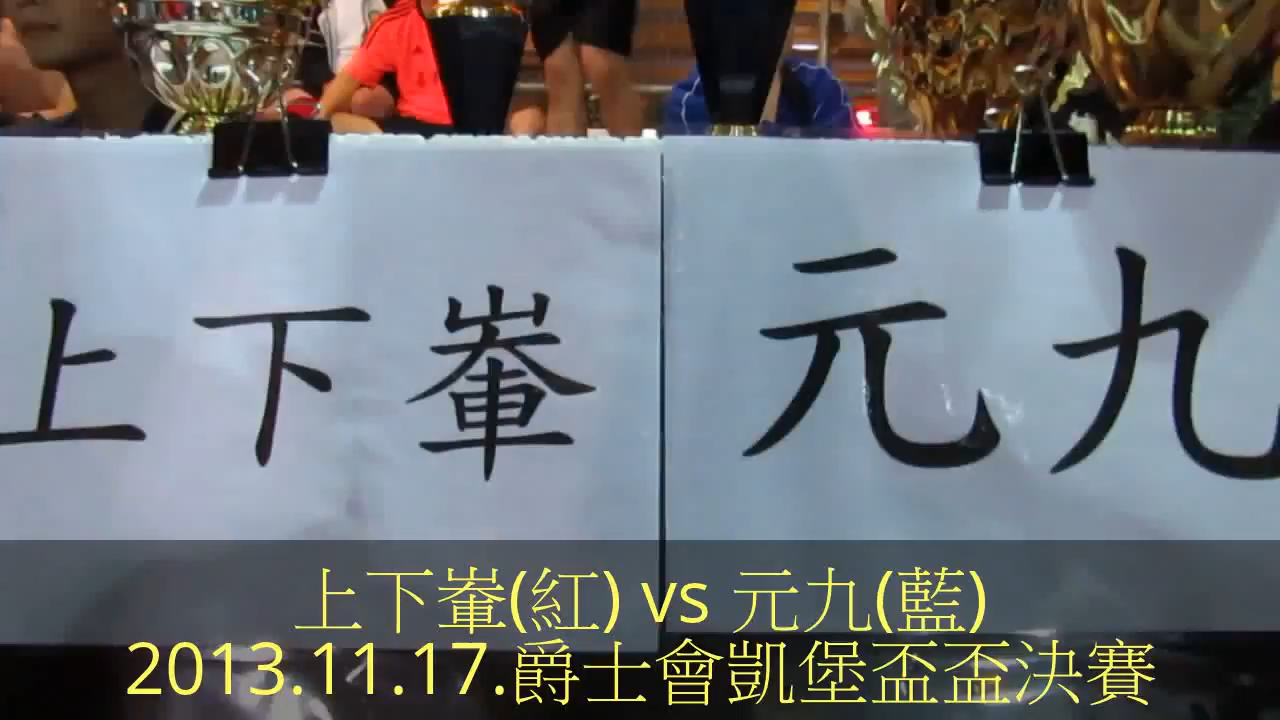 上下輋 元九
上下輋(紅) vs 元九(藍)
2013.11.17.爵士會凱堡盃盃決賽